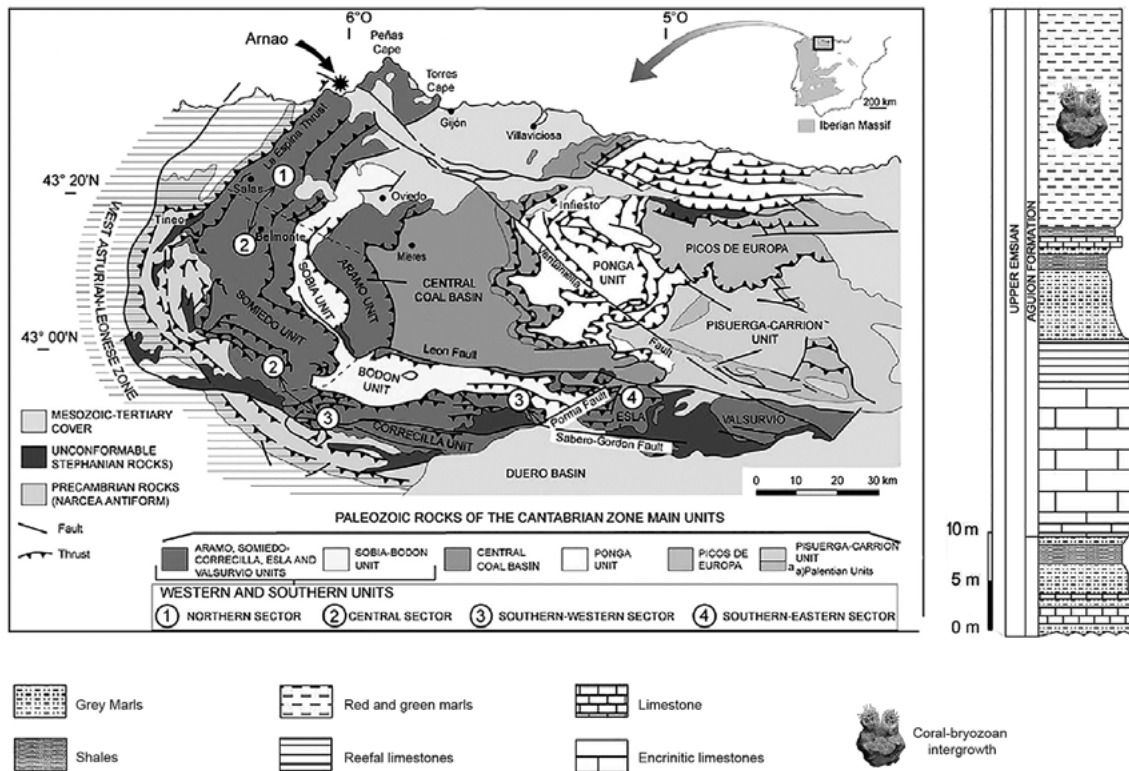 6°O
5°O
Arnao
Peñas
Cape
Torres
Cape
Gijón
Villaviciosa
200 km
Iberian Massif
La Espina Thrust
43° 20'N
Salas
1
Oviedo
Infiesto
Tineo
2
Belmonte
Mieres
WEST ASTURIAN-LEONESE ZONE
SOBIA UNIT
ARAMO UNIT
CENTRAL
COAL BASIN
Ventaniella
Fault
PONGA
UNIT
PICOS DE EUROPA
43° 00'N
SOMIEDO UNIT
PISUERGA-CARRION
UNIT
Leon Fault
2
BODON
UNIT
3
3
4
Porma Fault
ESLA
VALSURVIO
CORRECILLA UNIT
Sabero-Gordon Fault
DUERO BASIN
MESOZOIC-TERTIARY
COVER
UNCONFORMABLE
STEPHANIAN ROCKS)
PRECAMBRIAN ROCKS
(NARCEA ANTIFORM)
Fault
Thrust
0 10 20 30 km
PALEOZOIC ROCKS OF THE CANTABRIAN ZONE MAIN UNITS
ARAMO, SOMIEDO-
CORRECILLA, ESLA AND
VALSURVIO UNITS
SOBIA-BODON
UNIT
CENTRAL
COAL BASIN
PONGA
UNIT
PICOS DE
EUROPA
PISUERGA-CARRION
UNIT
a a)Palentian Units
WESTERN AND SOUTHERN UNITS
1 NORTHERN SECTOR 2 CENTRAL SECTOR 3 SOUTHERN-WESTERN SECTOR 4 SOUTHERN-EASTERN SECTOR
UPPER EMSIAN
AGUION FORMATION
10 m
5 m
0 m
Grey Marls
Red and green marls
Limestone
Shales
Reefal limestones
Encrinitic limestones
Coral-bryozoan
intergrowth